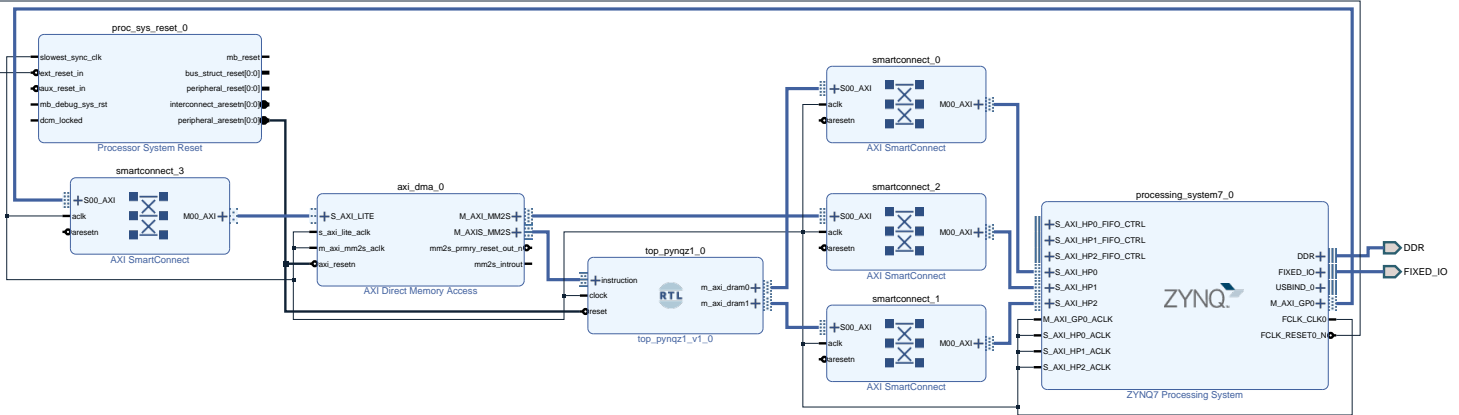 proc_sys_reset_0
slowest_sync_clk
ext_reset_in
aux_reset_in
mb_debug_sys_rst
dcm_locked
mb_reset
bus_struct_reset[0:0]
peripheral_reset[0:0]
interconnect_aresetn[0:0]
peripheral_aresetn[0:0]
Processor System Reset
smartconnect_3
S00_AXI
aclk
aresetn
M00_AXI
AXI SmartConnect
axi_dma_0
S_AXI_LITE
s_axi_lite_aclk
m_axi_mm2s_aclk
axi_resetn
M_AXI_MM2S
M_AXIS_MM2S
mm2s_prmry_reset_out_n
mm2s_introut
AXI Direct Memory Access
top_pynqz1_0
instruction
clock
reset
RTL
m_axi_dram0
m_axi_dram1
top_pynqz1_v1_0
smartconnect_0
S00_AXI
aclk
aresetn
M00_AXI
AXI SmartConnect
smartconnect_2
S00_AXI
aclk
aresetn
M00_AXI
AXI SmartConnect
smartconnect_1
S00_AXI
aclk
aresetn
M00_AXI
AXI SmartConnect
processing_system7_0
S_AXI_HP0_FIFO_CTRL
S_AXI_HP1_FIFO_CTRL
S_AXI_HP2_FIFO_CTRL
S_AXI_HP0
S_AXI_HP1
S_AXI_HP2
M_AXI_GP0_ACLK
S_AXI_HP0_ACLK
S_AXI_HP1_ACLK
S_AXI_HP2_ACLK
ZYNQ
DDR
FIXED_IO
USBIND_0
M_AXI_GP0
FCLK_CLK0
FCLK_RESET0_N
ZYNQ7 Processing System
DDR
FIXED_IO